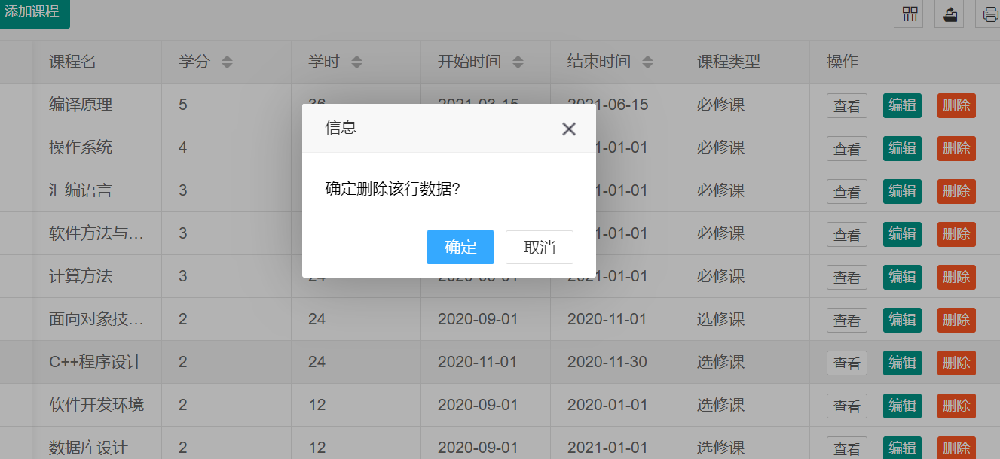 添加课程
课程名 学分 学时 开始时间 结束时间 课程类型 操作
编译原理 5 36 2021-03-15 2021-06-15 必修课 查看 编辑 删除
信息
操作系统 4 1-01-01 必修课 查看 编辑 删除
汇编语言 3 1-01-01 必修课 查看 编辑 删除
确定删除该行数据?
软件方法与... 3 1-01-01 必修课 查看 编辑 删除
确定 取消
计算方法 3 24 2020-09-01 2021-01-01 必修课 查看 编辑 删除
面向对象技... 2 24 2020-09-01 2020-11-01 选修课 查看 编辑 删除
C++程序设计 2 24 2020-11-01 2020-11-30 选修课 查看 编辑 删除
软件开发环境 2 12 2020-09-01 2020-01-01 选修课 查看 编辑 删除
数据库设计 2 12 2020-09-01 2021-01-01 选修课 查看 编辑 删除